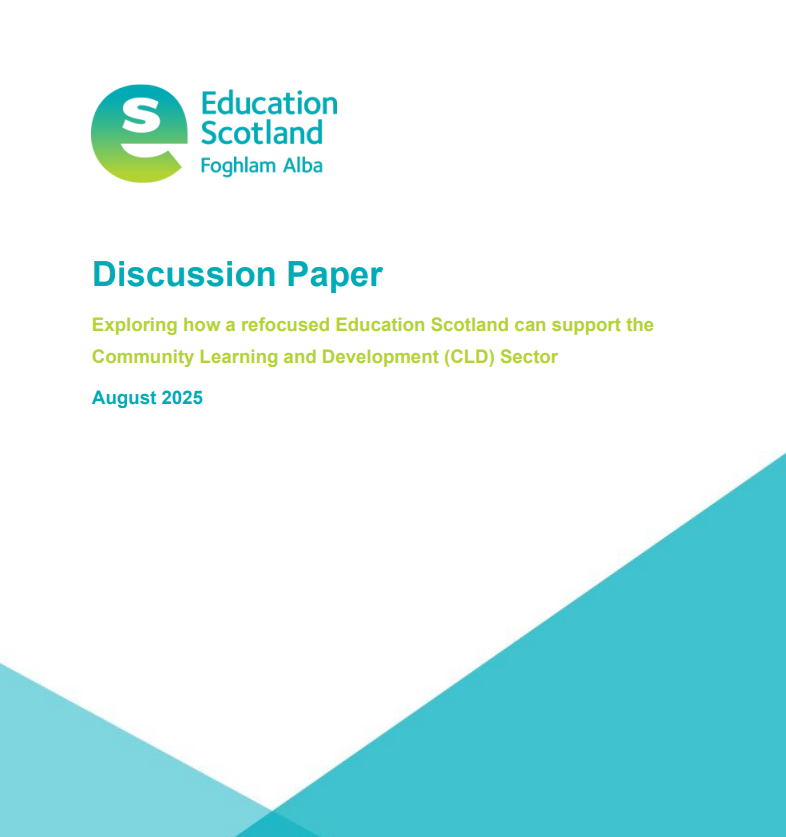 Education
Scotland
Foghlam Alba
Discussion Paper
Exploring how a refocused Education Scotland can support the
Community Learning and Development (CLD) Sector
August 2025